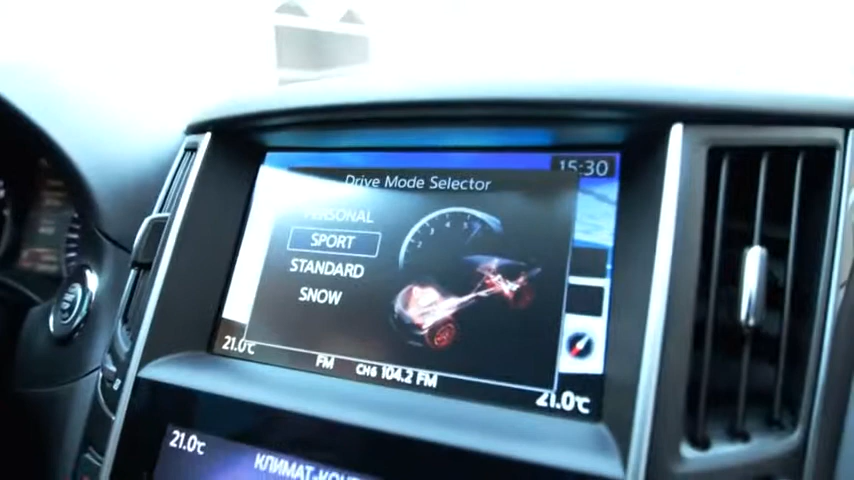 15:30
Drive Mode Selector
PERSONAL
SPORT
STANDARD
SNOW
21.0℃
FM
CH6 104.2 FM
21.0℃
21.0℃
КЛИМАТ-КОНТ